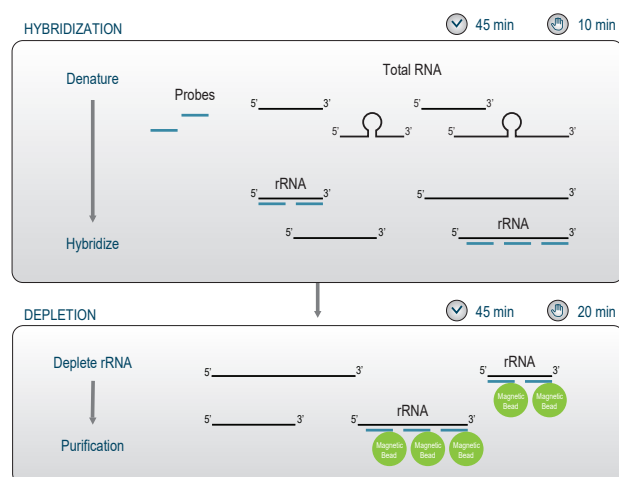 HYBRIDIZATION
45 min
10 min
Denature
Total RNA
Probes
5' 3' 5' 3'
5' 3' 5' 3'
rRNA
5' 3' 5' 3'
rRNA
5' 3' 5' 3'
Hybridize
DEPLETION
45 min
20 min
Deplete rRNA
rRNA
5' 3' 5' 3'
Magnetic
Bead
Magnetic
Bead
rRNA
5' 3' 5' 3'
Purification
Magnetic
Bead
Magnetic
Bead
Magnetic
Bead